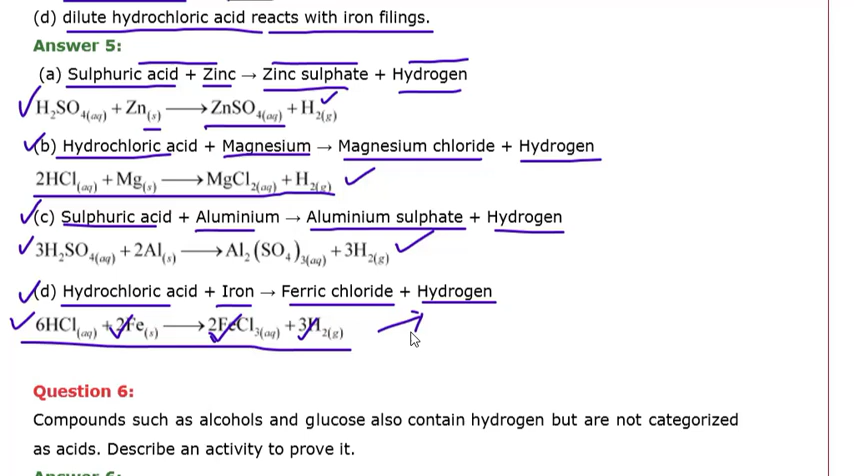 (d) dilute hydrochloric acid reacts with iron filings.
Answer 5:
(a) Sulphuric acid + Zinc → Zinc sulphate + Hydrogen
H₂SO₄(aq) + Zn(s) ⟶ ZnSO₄(aq) + H₂(g)
(b) Hydrochloric acid + Magnesium → Magnesium chloride + Hydrogen
2HCl(aq) + Mg(s) ⟶ MgCl₂(aq) + H₂(g)
(c) Sulphuric acid + Aluminium → Aluminium sulphate + Hydrogen
3H₂SO₄(aq) + 2Al(s) ⟶ Al₂(SO₄)₃(aq) + 3H₂(g)
(d) Hydrochloric acid + Iron → Ferric chloride + Hydrogen
6HCl(aq) + 2Fe(s) ⟶ 2FeCl₃(aq) + 3H₂(g)
Question 6:
Compounds such as alcohols and glucose also contain hydrogen but are not categorized
as acids. Describe an activity to prove it.